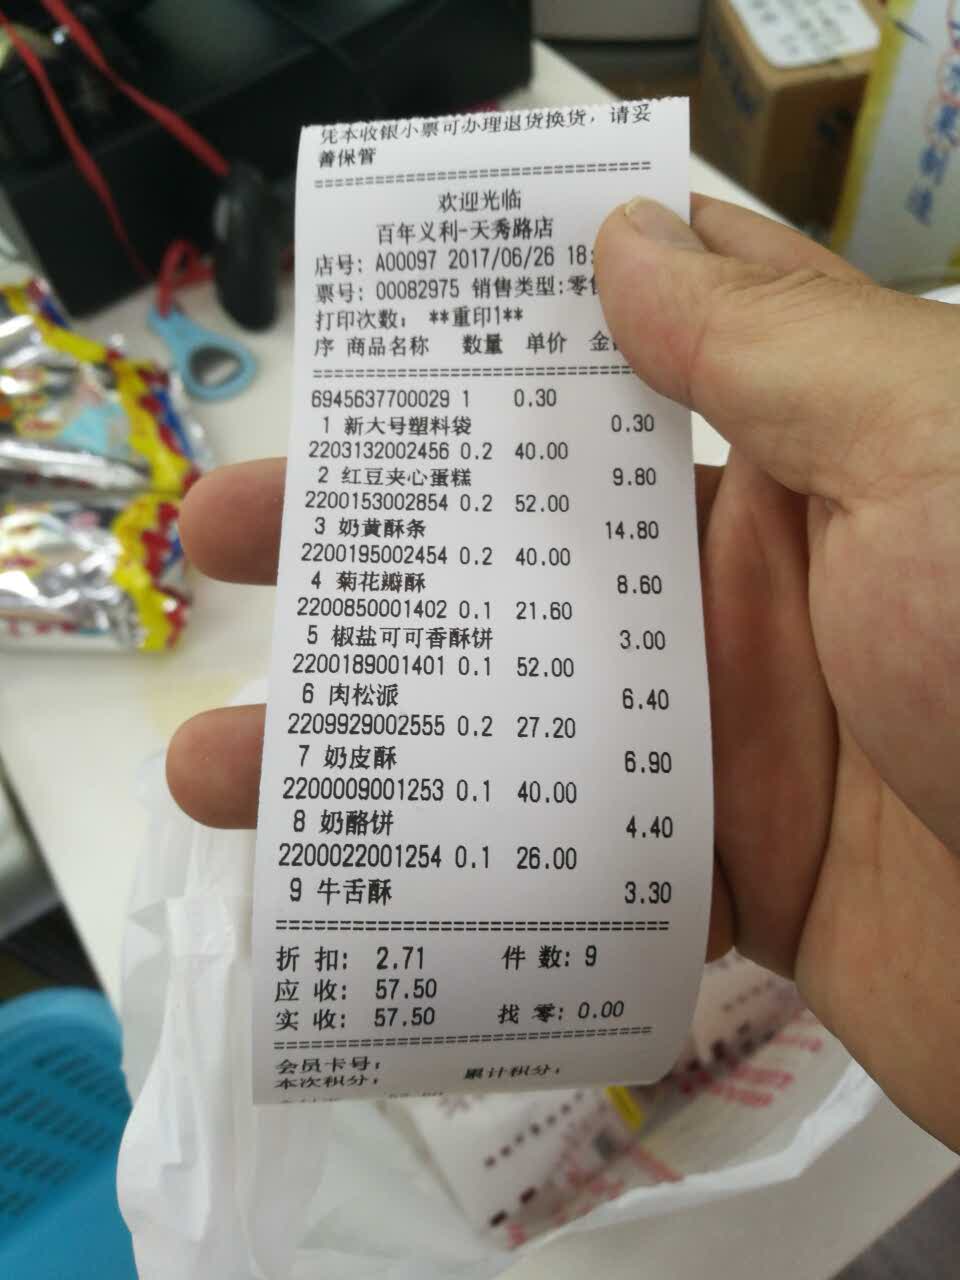 凭本收银小票可办理退货换货，请妥
善保管
欢迎光临
百年义利-天秀路店
店号: A00097 2017/06/26 18:
票号: 00082975 销售类型:零售
打印次数: **重印1**
序 商品名称 数量 单价 金
6945637700029 1 0.30
1 新大号塑料袋 0.30
2203132002456 0.2 40.00
2 红豆夹心蛋糕 9.80
2200153002854 0.2 52.00
3 奶黄酥条 14.80
2200195002454 0.2 40.00
4 菊花瓣酥 8.60
2200850001402 0.1 21.60
5 椒盐可可香酥饼 3.00
2200189001401 0.1 52.00
6 肉松派 6.40
2209929002555 0.2 27.20
7 奶皮酥 6.90
2200009001253 0.1 40.00
8 奶酪饼 4.40
2200022001254 0.1 26.00
9 牛舌酥 3.30
折 扣: 2.71 件 数: 9
应 收: 57.50
实 收: 57.50 找 零: 0.00
会员卡号:
本次积分: 累计积分: